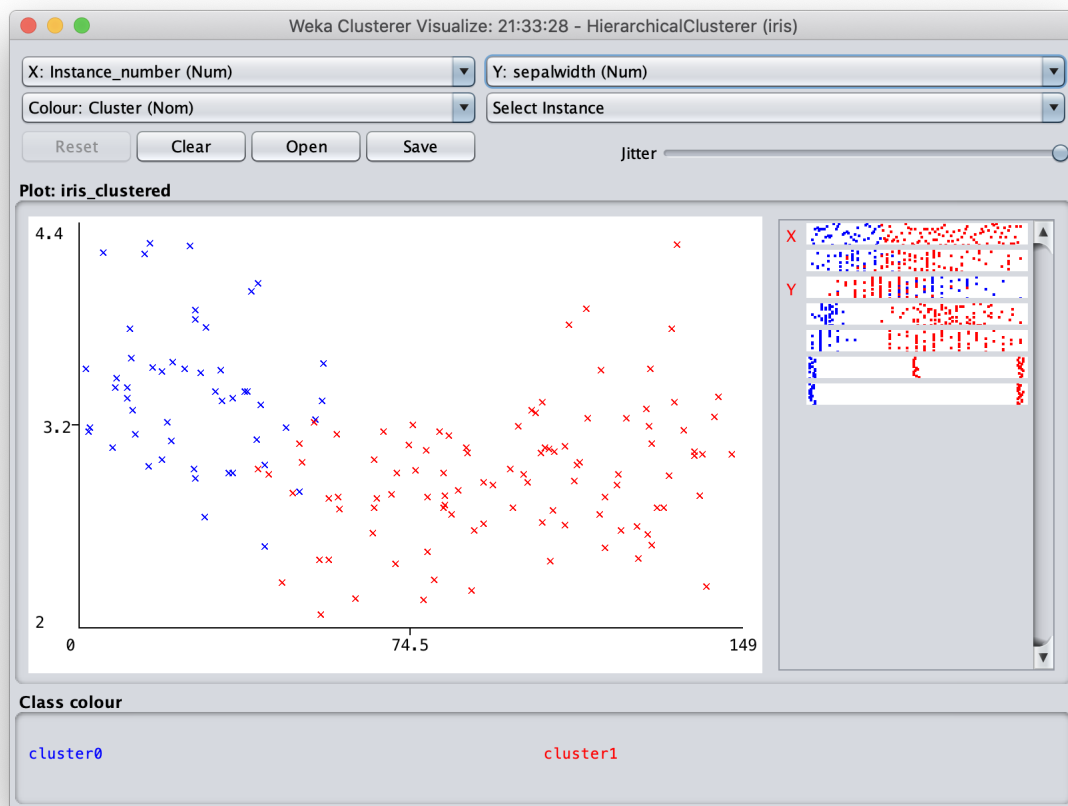 Weka Clusterer Visualize: 21:33:28 - HierarchicalClusterer (iris)
X: Instance_number (Num)
Y: sepalwidth (Num)
Colour: Cluster (Nom)
Select Instance
Reset
Clear
Open
Save
Jitter
Plot: iris_clustered
4.4
3.2
2
0
74.5
149
X
Y
Class colour
cluster0
cluster1